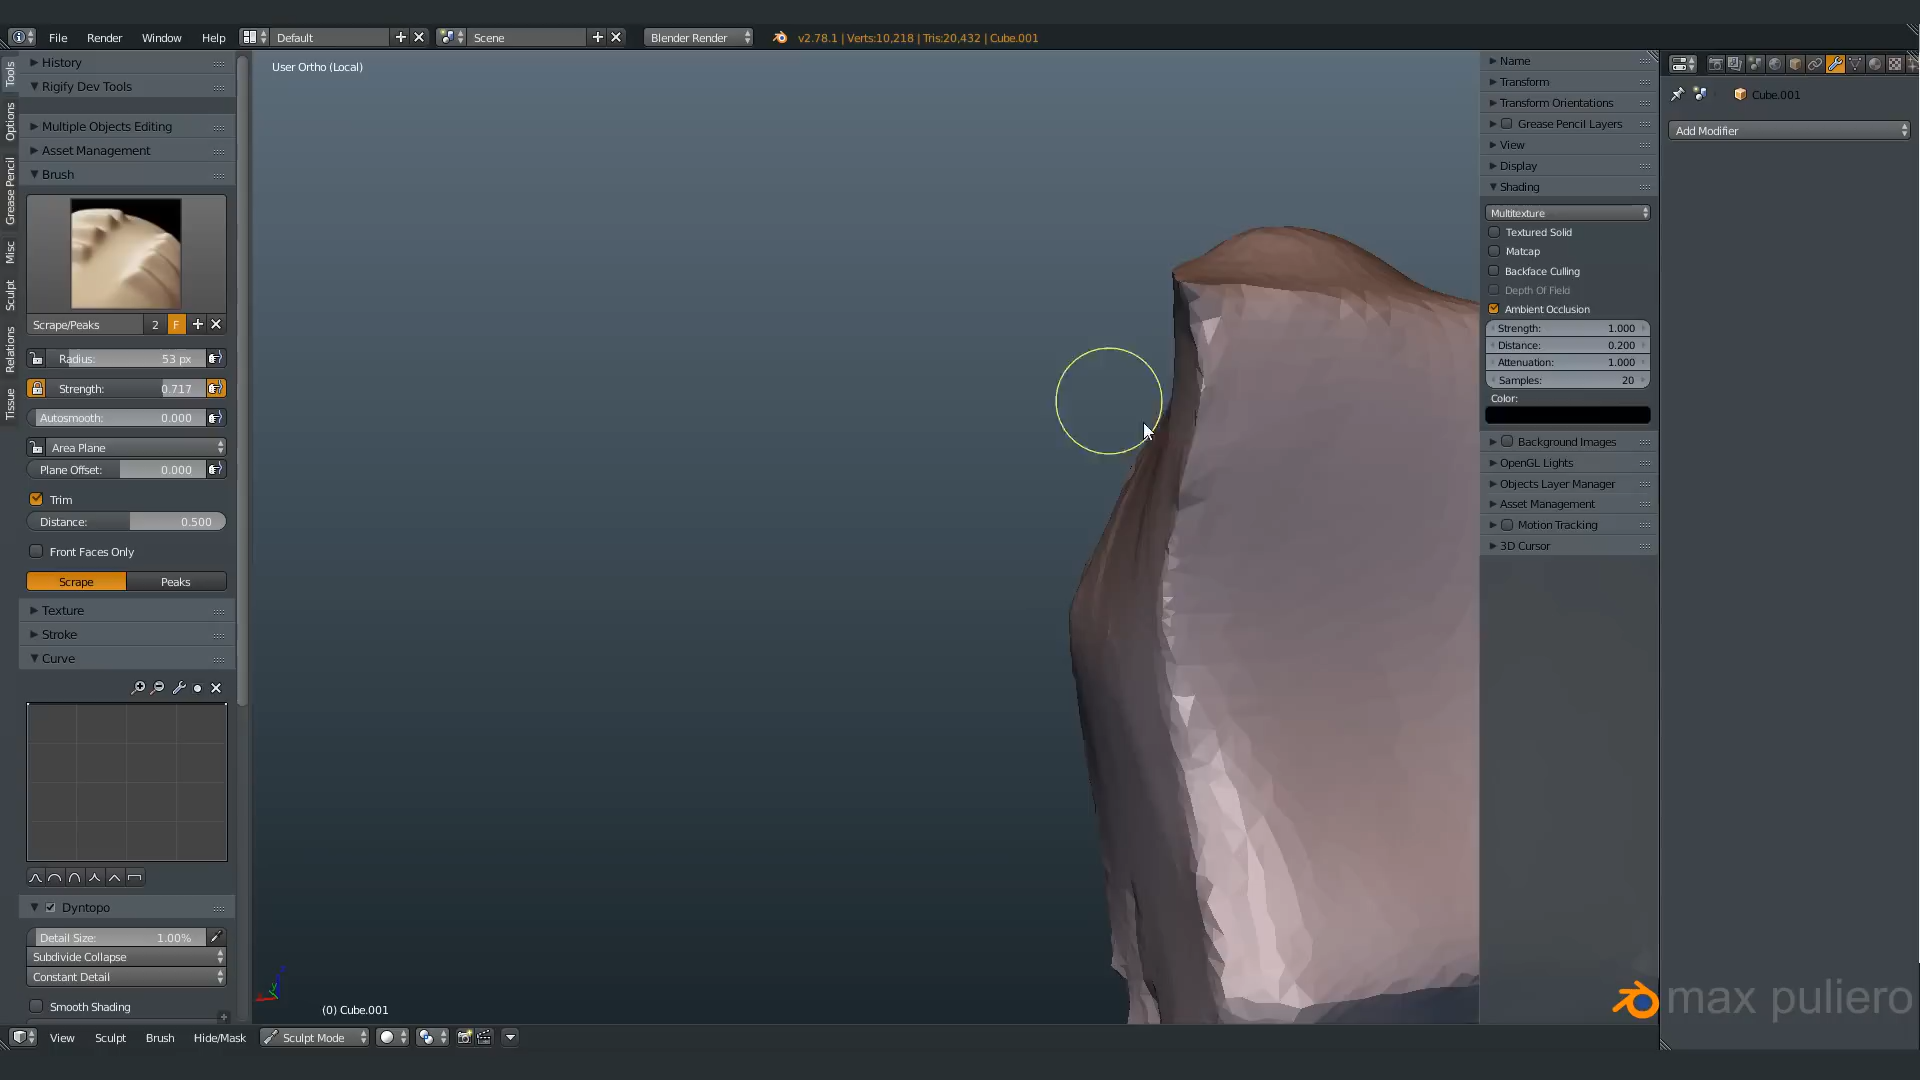 File Render Window Help Default Scene Blender Render v2.78.1 | Verts:10,218 | Tris:20,432 | Cube.001
Tools
Options
Grease Pencil
Misc
Sculpt
Relations
Tissue
History
Rigify Dev Tools
Multiple Objects Editing
Asset Management
Brush
Scrape/Peaks 2 F
Radius: 53 px
Strength: 0.717
Autosmooth: 0.000
Area Plane
Plane Offset: 0.000
Trim
Distance: 0.500
Front Faces Only
Scrape Peaks
Texture
Stroke
Curve
Dyntopo
Detail Size: 1.00%
Subdivide Collapse
Constant Detail
Smooth Shading
User Ortho (Local)
(0) Cube.001
View Sculpt Brush Hide/Mask Sculpt Mode
Name
Transform
Transform Orientations
Grease Pencil Layers
View
Display
Shading
Multitexture
Textured Solid
Matcap
Backface Culling
Depth Of Field
Ambient Occlusion
Strength: 1.000
Distance: 0.200
Attenuation: 1.000
Samples: 20
Color:
Background Images
OpenGL Lights
Objects Layer Manager
Asset Management
Motion Tracking
3D Cursor
Cube.001
Add Modifier
max puliero